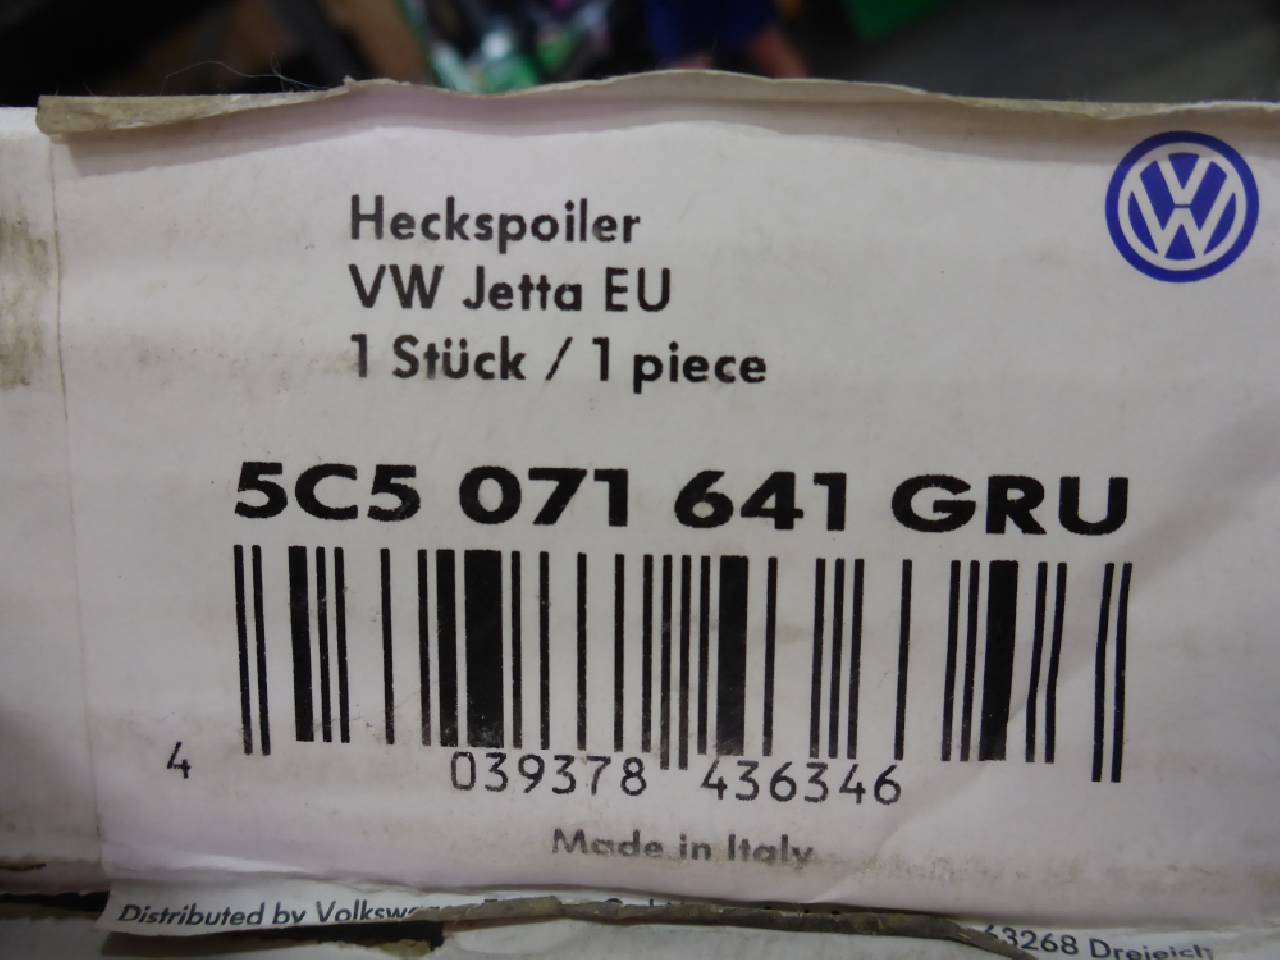 Heckspoiler
VW Jetta EU
1 Stück / 1 piece
5C5 071 641 GRU
4 039378 436346
Made in Italy
Distributed by
63268 Dreieich